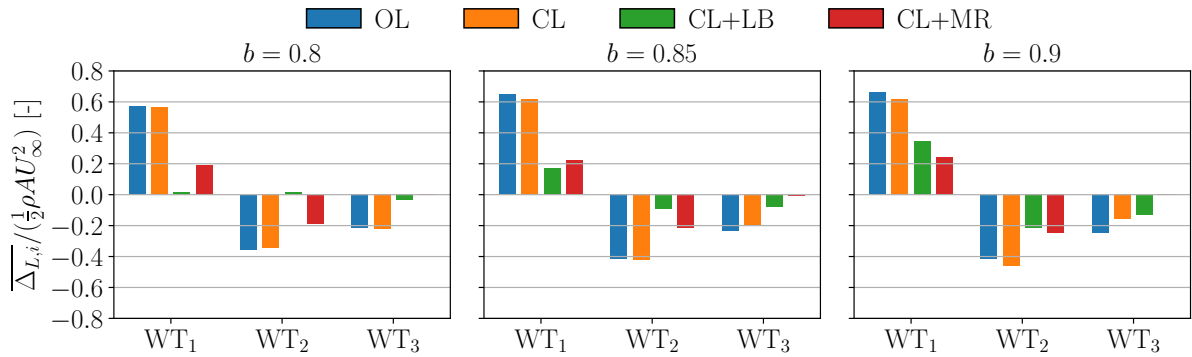 OL CL CL+LB CL+MR
b = 0.8 b = 0.85 b = 0.9
$\overline{\Delta_{L,i}}/(\frac{1}{2}\rho A U_\infty^2)$ [-]
0.8
0.6
0.4
0.2
0.0
−0.2
−0.4
−0.6
−0.8
WT₁ WT₂ WT₃ WT₁ WT₂ WT₃ WT₁ WT₂ WT₃